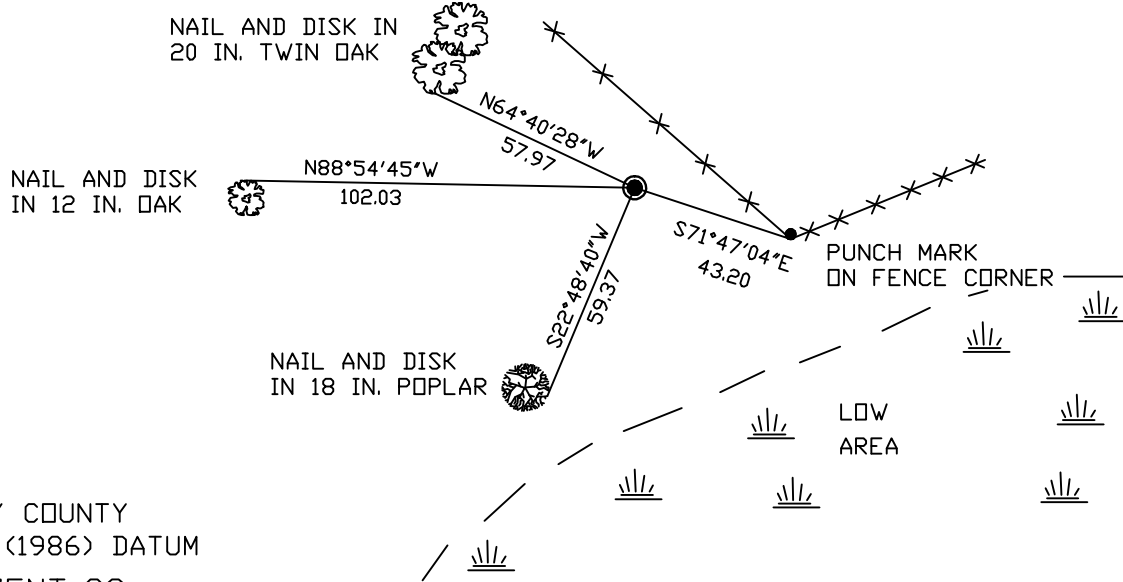 NAIL AND DISK IN
20 IN. TWIN OAK
N64°40'28"W
57.97
NAIL AND DISK
IN 12 IN. OAK
N88°54'45"W
102.03
S71°47'04"E
43.20
PUNCH MARK
ON FENCE CORNER
S22°48'40"W
59.37
NAIL AND DISK
IN 18 IN. POPLAR
LOW
AREA
COUNTY
(1986) DATUM